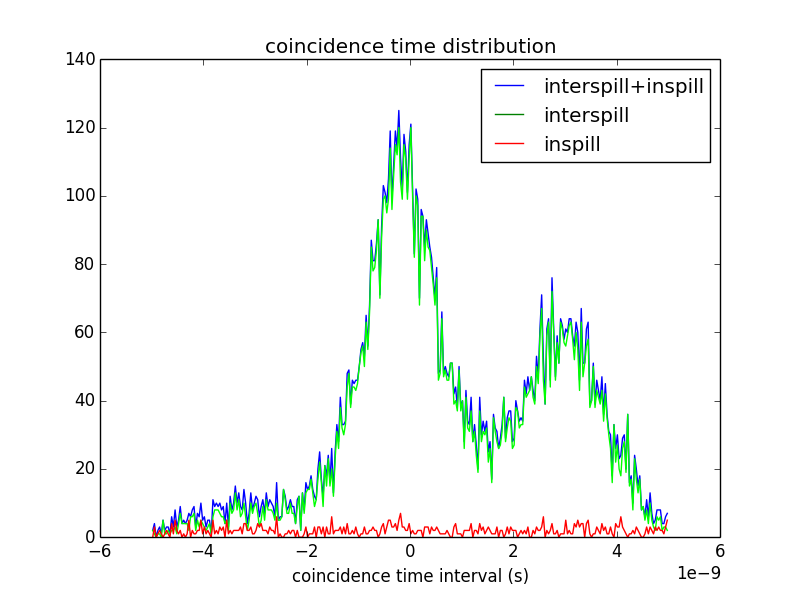 coincidence time distribution
interspill+inspill
interspill
inspill
140
120
100
80
60
40
20
0
−6
−4
−2
0
2
4
6
coincidence time interval (s)
1e−9